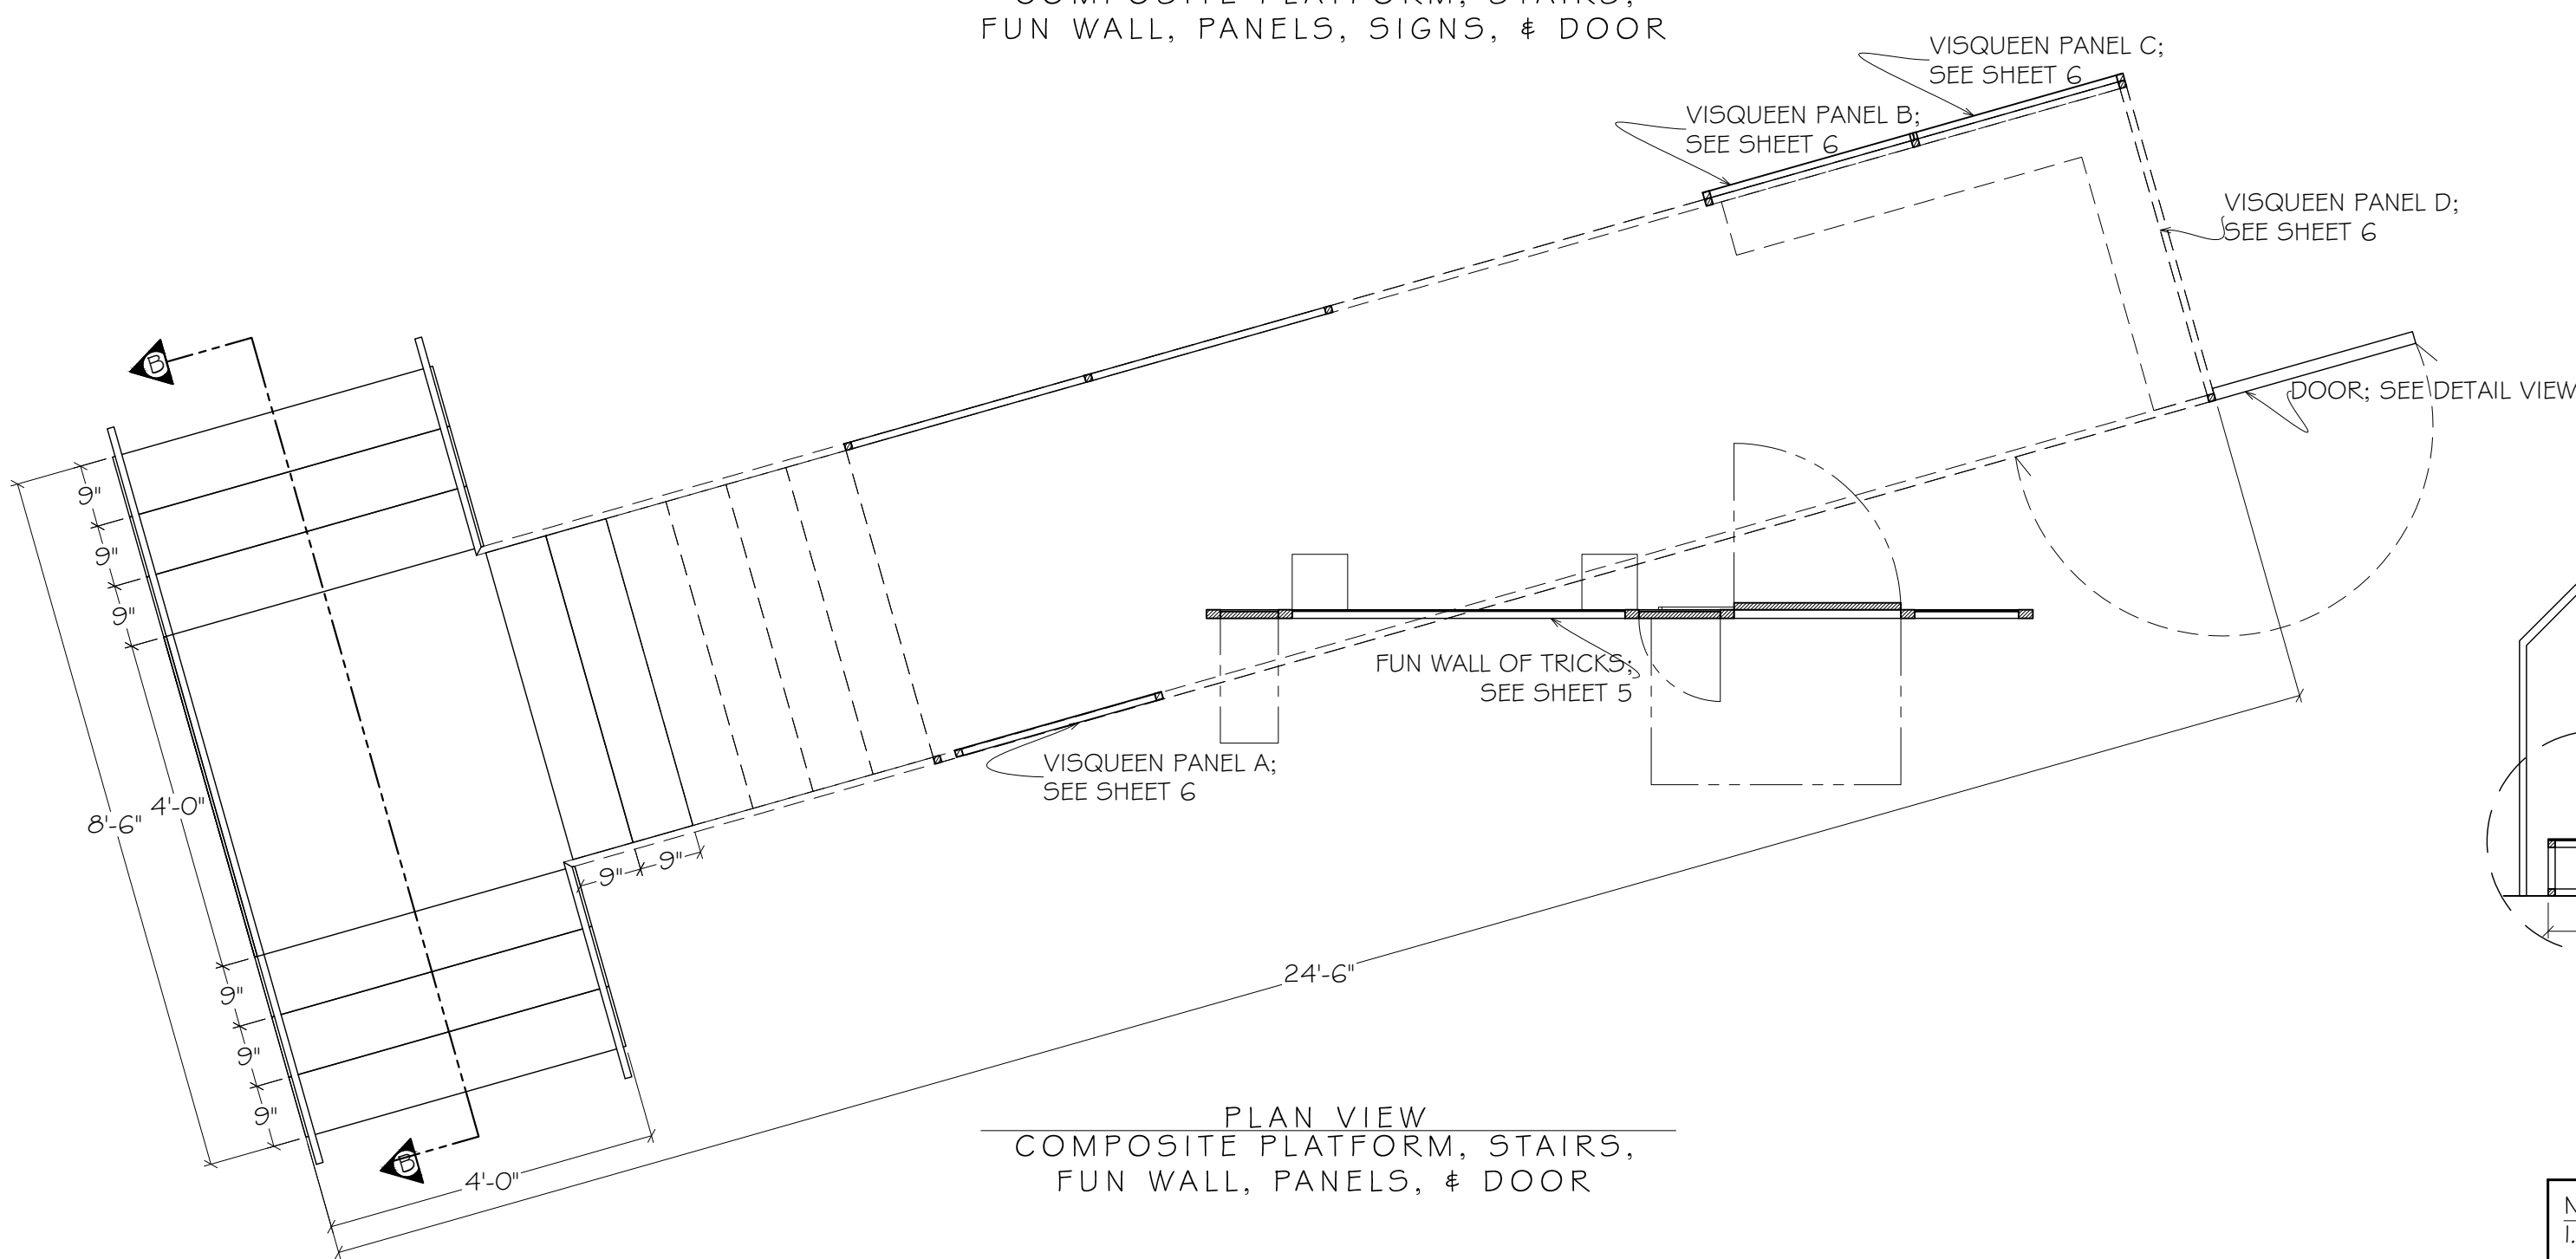 COMPOSITE PLATFORM, STAIRS,
FUN WALL, PANELS, SIGNS, & DOOR
VISQUEEN PANEL C;
SEE SHEET 6
VISQUEEN PANEL B;
SEE SHEET 6
VISQUEEN PANEL D;
SEE SHEET 6
B
DOOR; SEE DETAIL VIEW
9"
9"
9"
FUN WALL OF TRICKS;
SEE SHEET 5
VISQUEEN PANEL A;
SEE SHEET 6
4'-0"
8'-6"
9"
9"
24'-6"
9"
9"
9"
B
4'-0"
PLAN VIEW
COMPOSITE PLATFORM, STAIRS,
FUN WALL, PANELS, & DOOR